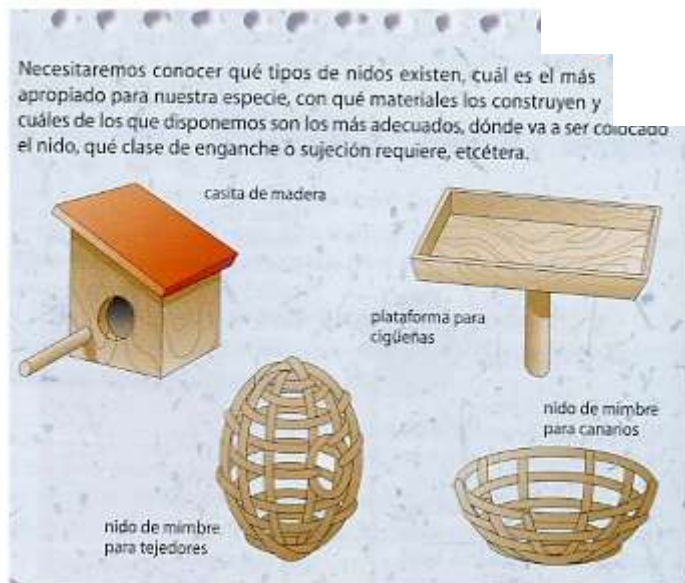 Necesitaremos conocer qué tipos de nidos existen, cuál es el más
apropiado para nuestra especie, con qué materiales los construyen y
cuáles de los que disponemos son los más adecuados, dónde va a ser colocado
el nido, qué clase de enganche o sujeción requiere, etcétera.
casita de madera
plataforma para
cigüeñas
nido de mimbre
para canarios
nido de mimbre
para tejedores